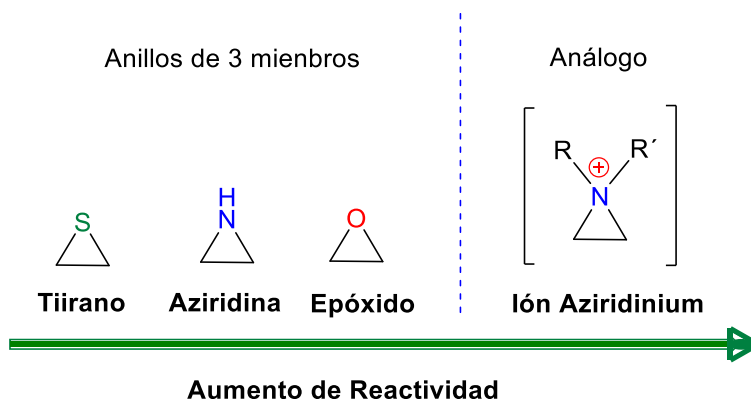 Anillos de 3 mienbros
Análogo
R
R´
+
N
S
H
N
O
Tiirano
Aziridina
Epóxido
Ión Aziridinium
Aumento de Reactividad